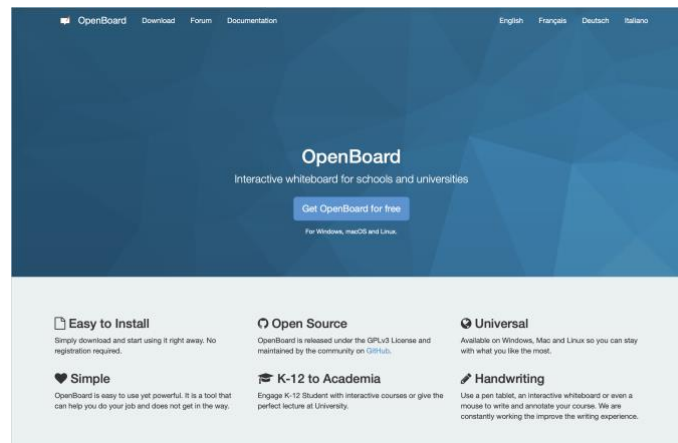 OpenBoard Download Forum Documentation English Français Deutsch Italiano
OpenBoard
Interactive whiteboard for schools and universities
Get OpenBoard for free
For Windows, macOS and Linux.
Easy to Install
Simply download and start using it right away. No
registration required.
Open Source
OpenBoard is released under the GPLv3 License and
maintained by the community on GitHub.
Universal
Available on Windows, Mac and Linux so you can stay
with what you like the most.
Simple
OpenBoard is easy to use yet powerful. It is a tool that
can help you do your job and does not get in the way.
K-12 to Academia
Engage K-12 Student with interactive courses or give the
perfect lecture at University.
Handwriting
Use a pen tablet, an interactive whiteboard or even a
mouse to write and annotate your course. We are
constantly working the improve the writing experience.